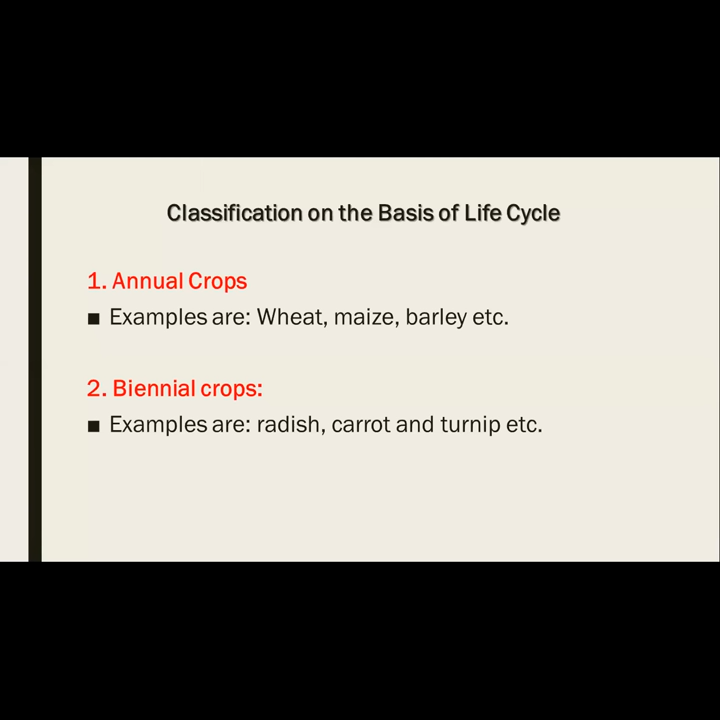 Classification on the Basis of Life Cycle
1. Annual Crops
■ Examples are: Wheat, maize, barley etc.
2. Biennial crops:
■ Examples are: radish, carrot and turnip etc.